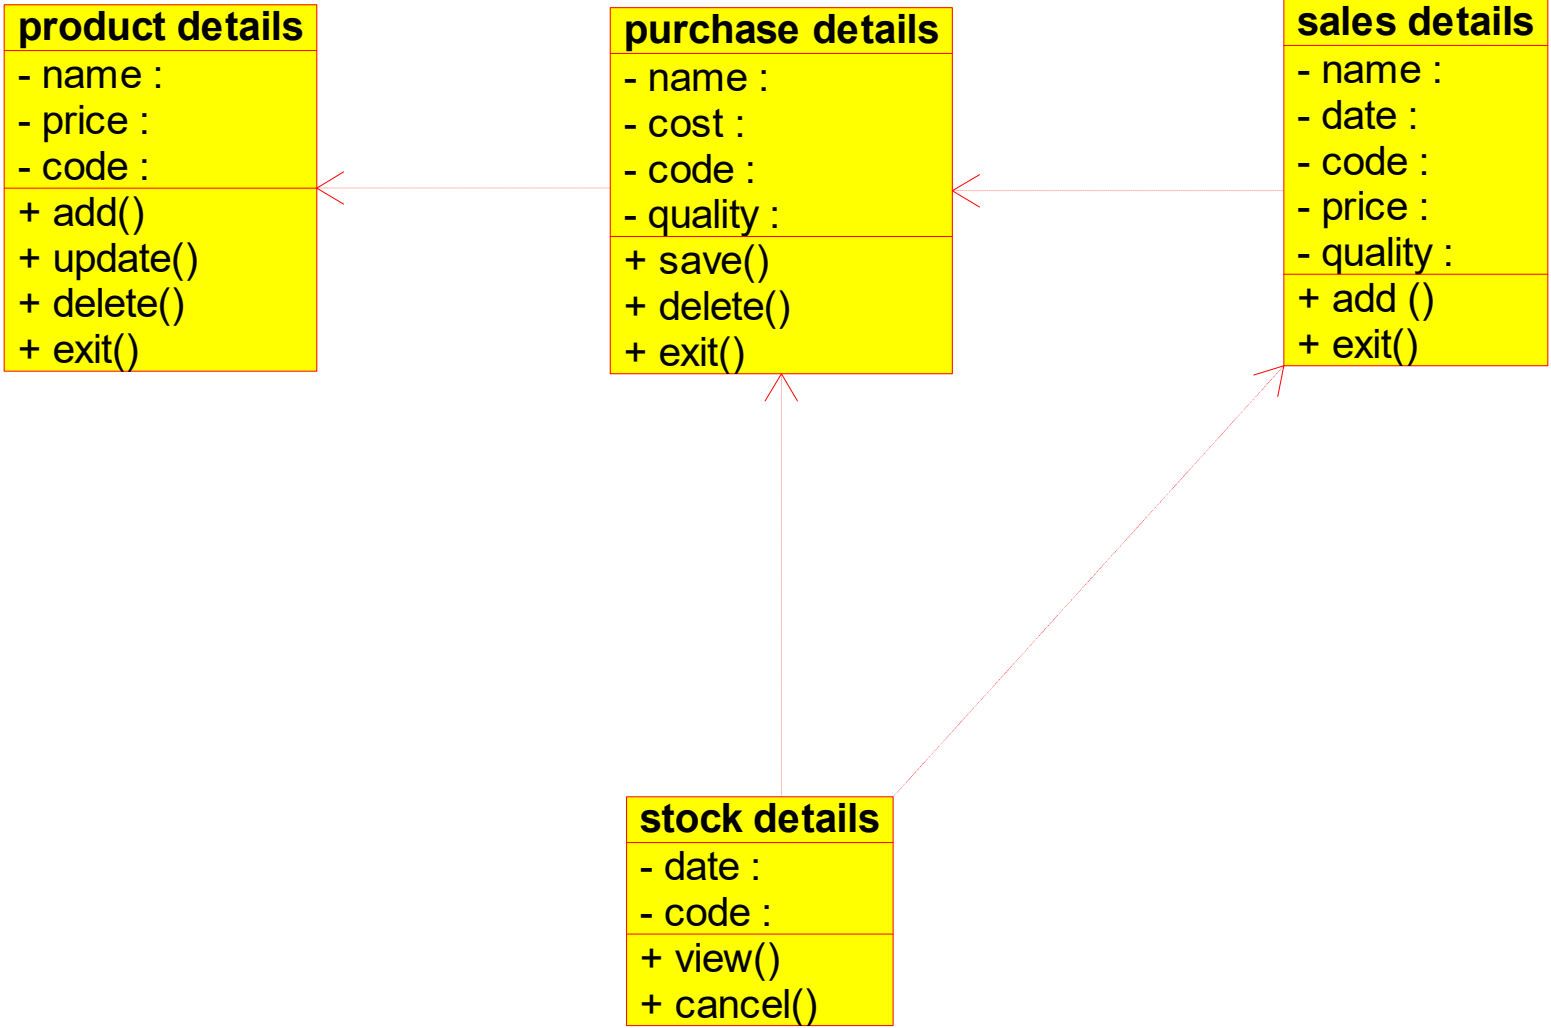 product details
- name :
- price :
- code :
+ add()
+ update()
+ delete()
+ exit()
purchase details
- name :
- cost :
- code :
- quality :
+ save()
+ delete()
+ exit()
sales details
- name :
- date :
- code :
- price :
- quality :
+ add ()
+ exit()
stock details
- date :
- code :
+ view()
+ cancel()